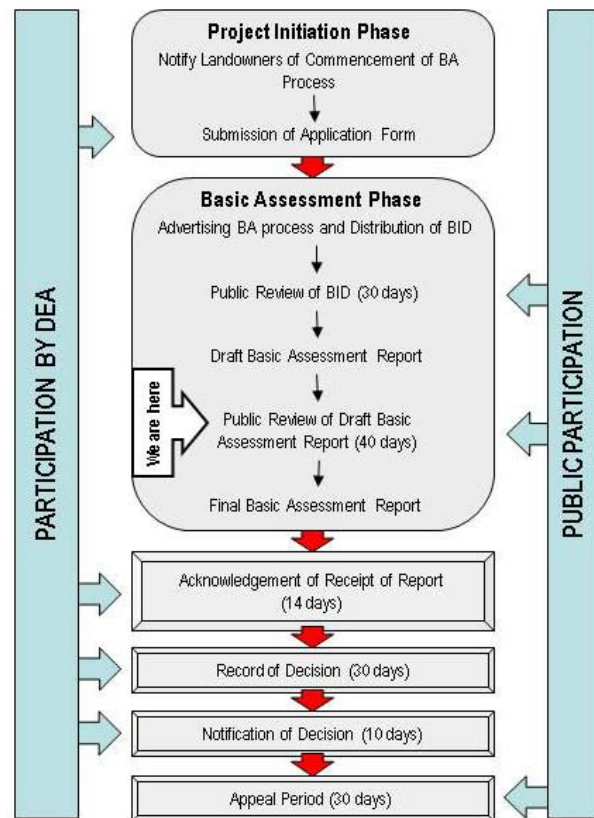 Project Initiation Phase
Notify Landowners of Commencement of BA
Process
Submission of Application Form
Basic Assessment Phase
Advertising BA process and Distribution of BID
Public Review of BID (30 days)
Draft Basic Assessment Report
We are here
Public Review of Draft Basic
Assessment Report (40 days)
Final Basic Assessment Report
Acknowledgement of Receipt of Report
(14 days)
Record of Decision (30 days)
Notification of Decision (10 days)
Appeal Period (30 days)
PARTICIPATION BY DEA
PUBLIC PARTICIPATION